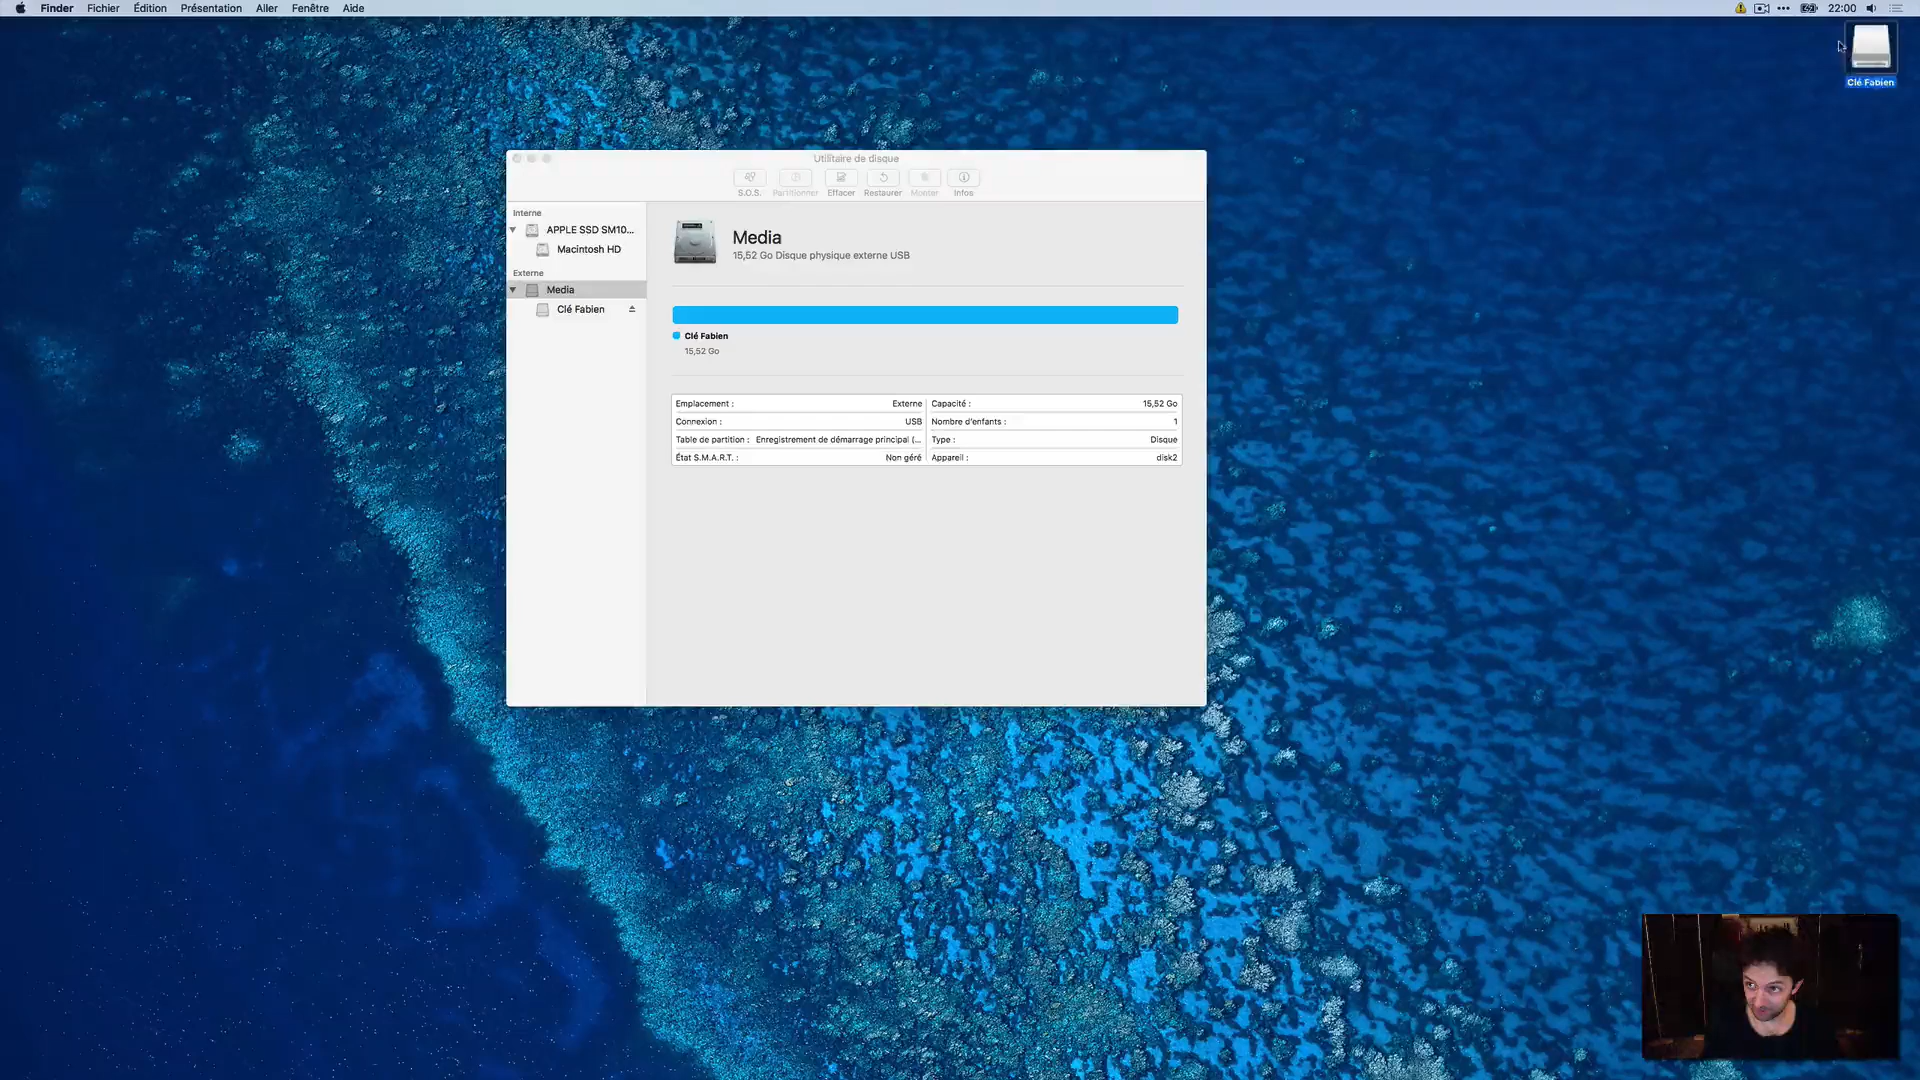 Finder Fichier Édition Présentation Aller Fenêtre Aide
22:00
Clé Fabien
Utilitaire de disque
S.O.S. Partitionner Effacer Restaurer Monter Infos
Interne
APPLE SSD SM10...
Macintosh HD
Externe
Media
Clé Fabien
Media
15,52 Go Disque physique externe USB
Clé Fabien
15,52 Go
Emplacement : Externe
Connexion : USB
Table de partition : Enregistrement de démarrage principal (...
État S.M.A.R.T. : Non géré
Capacité : 15,52 Go
Nombre d'enfants : 1
Type : Disque
Appareil : disk2